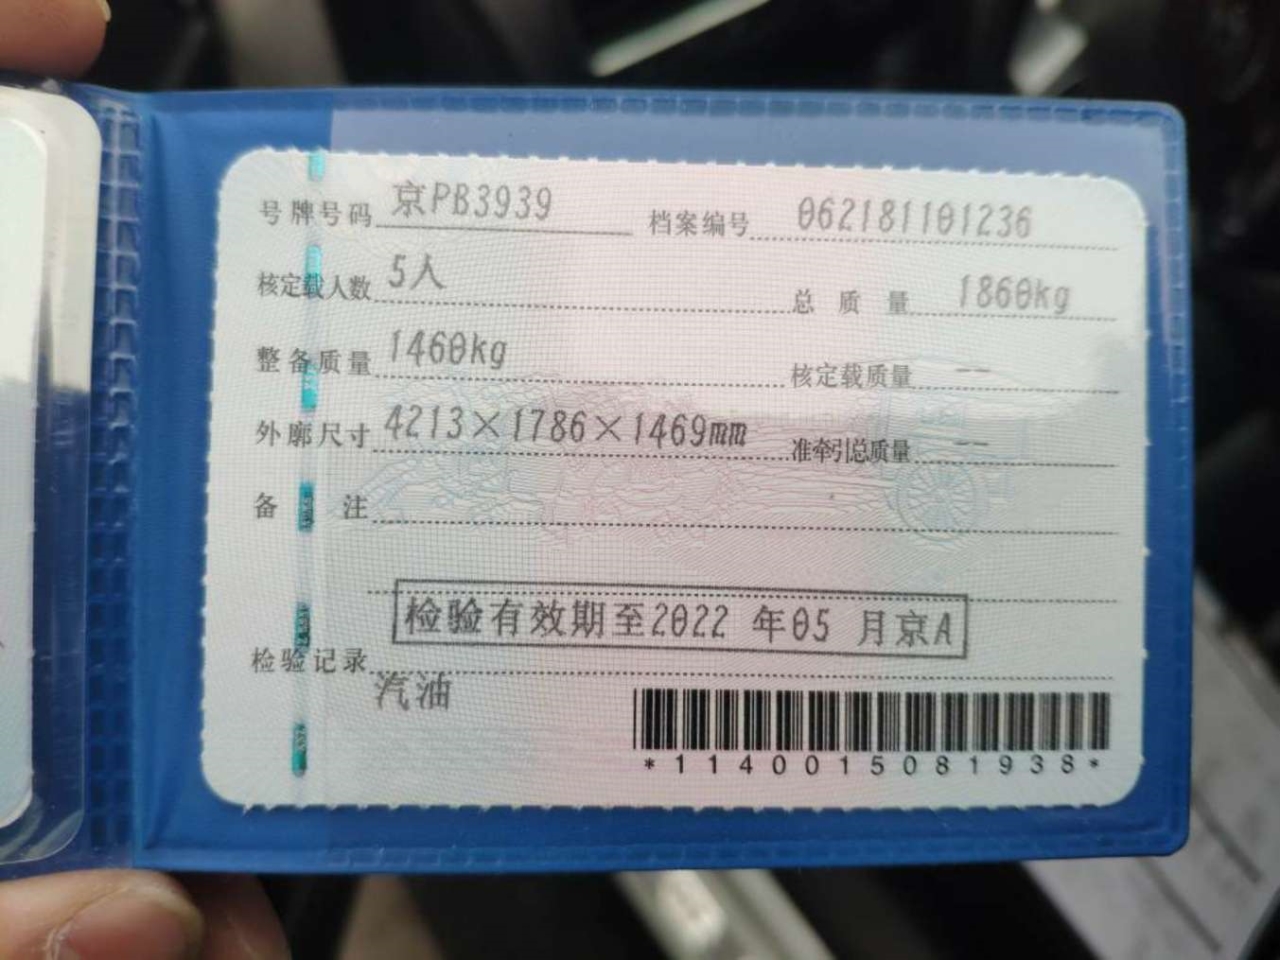 号牌号码 京PB3939 档案编号 062181101236
核定载人数 5人 总质量 1860kg
整备质量 1460kg 核定载质量 --
外廓尺寸 4213×1786×1469mm 准牵引总质量 --
备注
检验有效期至2022 年05 月京A
检验记录
汽油
*1140015081938*